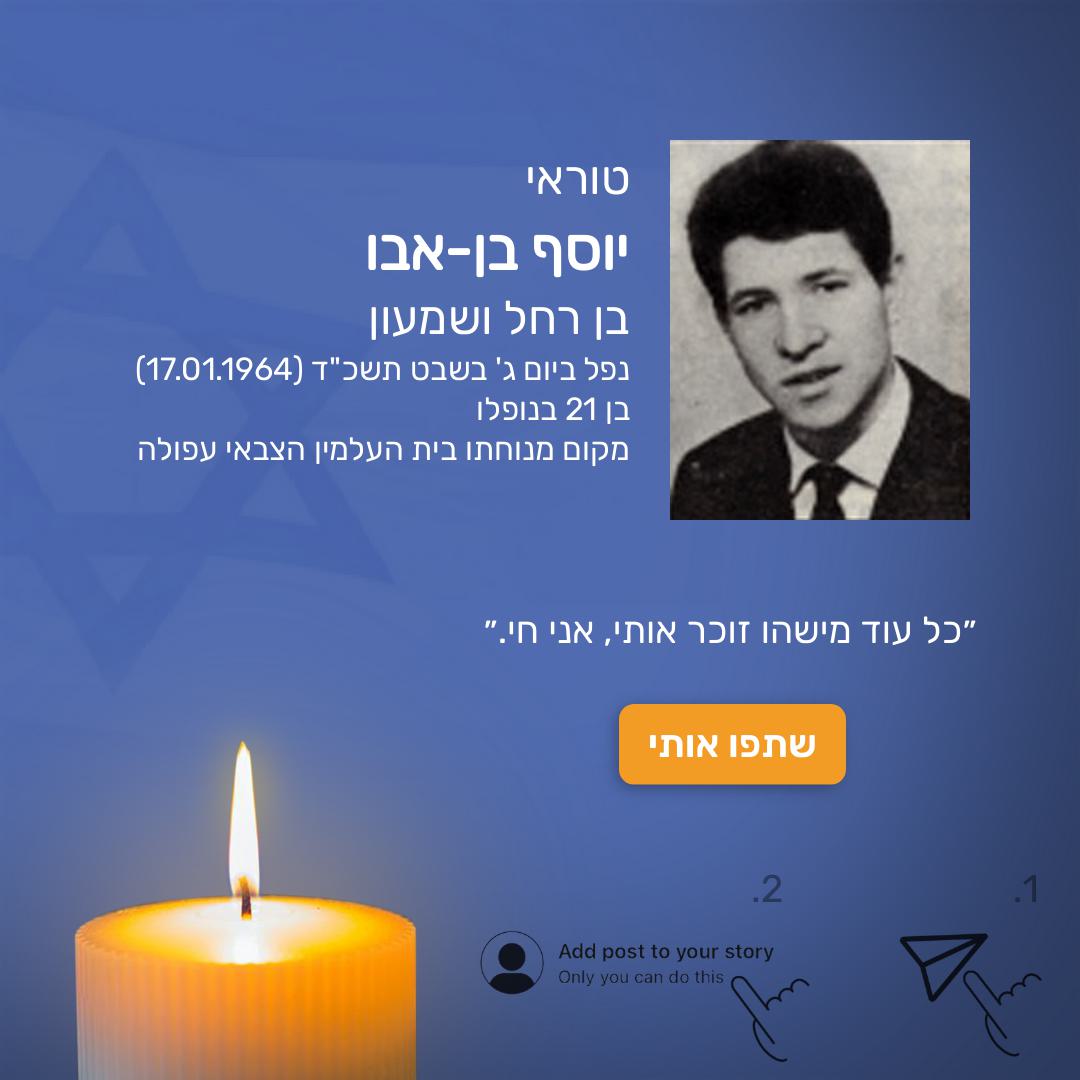 טוראי
יוסף בן-אבו
בן רחל ושמעון
נפל ביום ג' בשבט תשכ"ד (17.01.1964)
בן 21 בנופלו
מקום מנוחתו בית העלמין הצבאי עפולה
״כל עוד מישהו זוכר אותי, אני חי.״
שתפו אותי
1.
2.
Add post to your story
Only you can do this